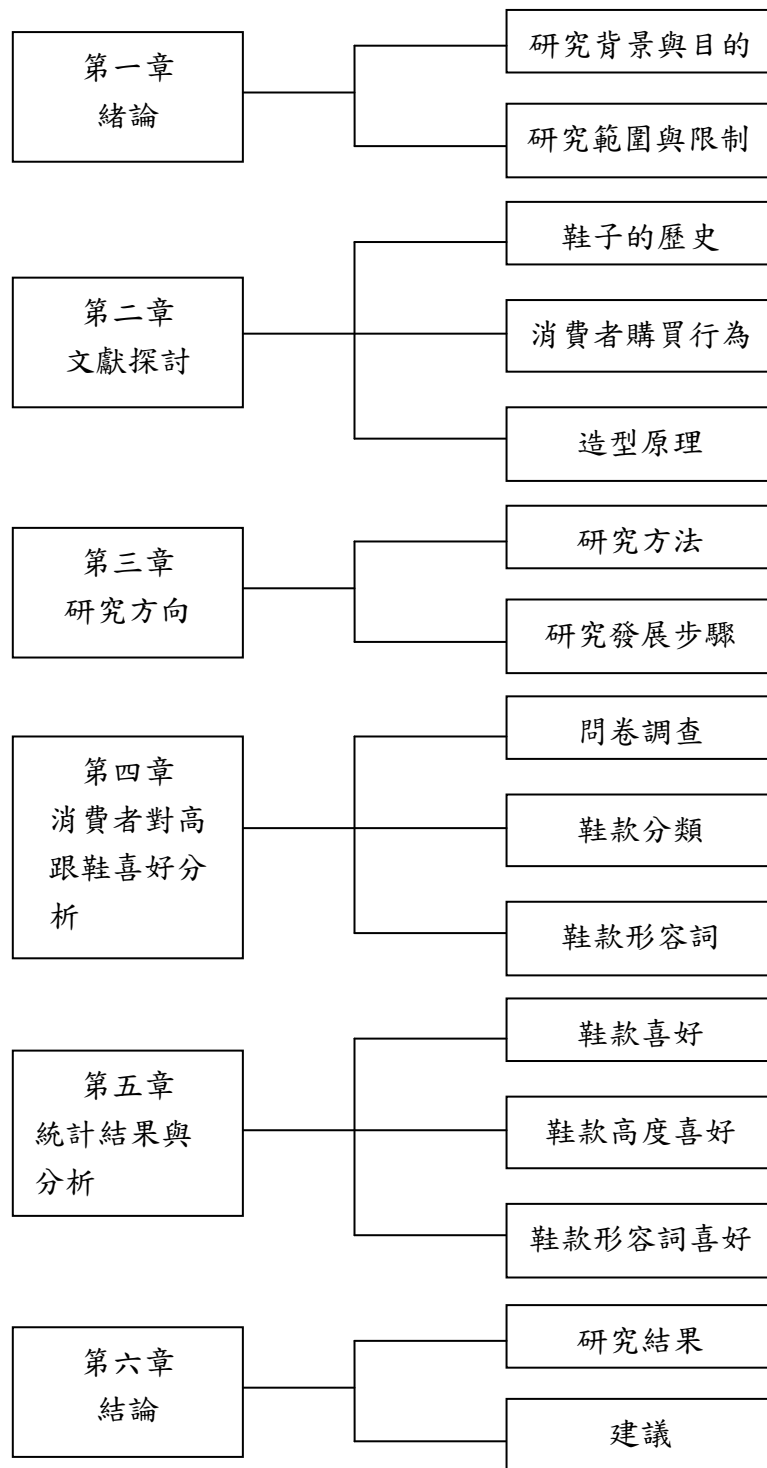 第一章
緒論
研究背景與目的
研究範圍與限制
第二章
文獻探討
鞋子的歷史
消費者購買行為
造型原理
第三章
研究方向
研究方法
研究發展步驟
第四章
消費者對高
跟鞋喜好分
析
問卷調查
鞋款分類
鞋款形容詞
第五章
統計結果與
分析
鞋款喜好
鞋款高度喜好
鞋款形容詞喜好
第六章
結論
研究結果
建議